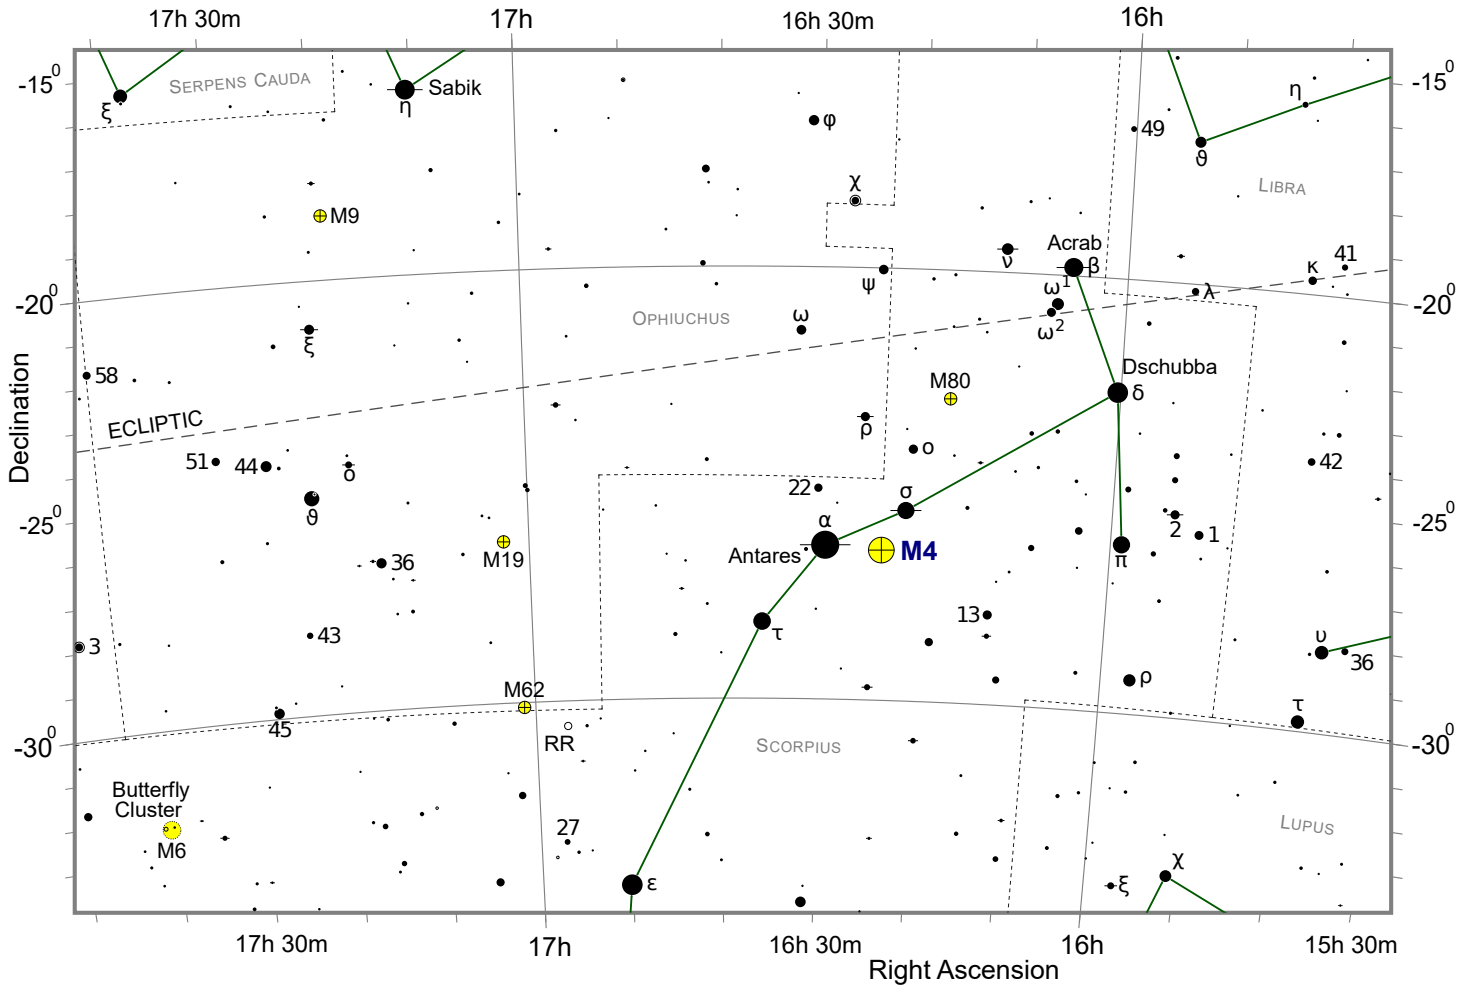 17h 30m
17h
16h 30m
16h
-15⁰
-15⁰
SERPENS CAUDA
ξ
Sabik
η
φ
49
η
ϑ
χ
LIBRA
M9
Acrab
β
ν
41
κ
ψ
ω¹
λ
-20⁰
-20⁰
OPHIUCHUS
ω
ω²
ξ
58
Dschubba
δ
M80
ECLIPTIC
ρ
ο
51
44
ο
42
22
σ
ϑ
-25⁰
-25⁰
α
2
1
Antares
M4
M19
36
π
13
τ
43
3
υ
36
M62
ρ
45
τ
RR
-30⁰
-30⁰
SCORPIUS
Butterfly
Cluster
M6
27
LUPUS
χ
ε
ξ
17h 30m
17h
16h 30m
16h
15h 30m
Right Ascension
Declination